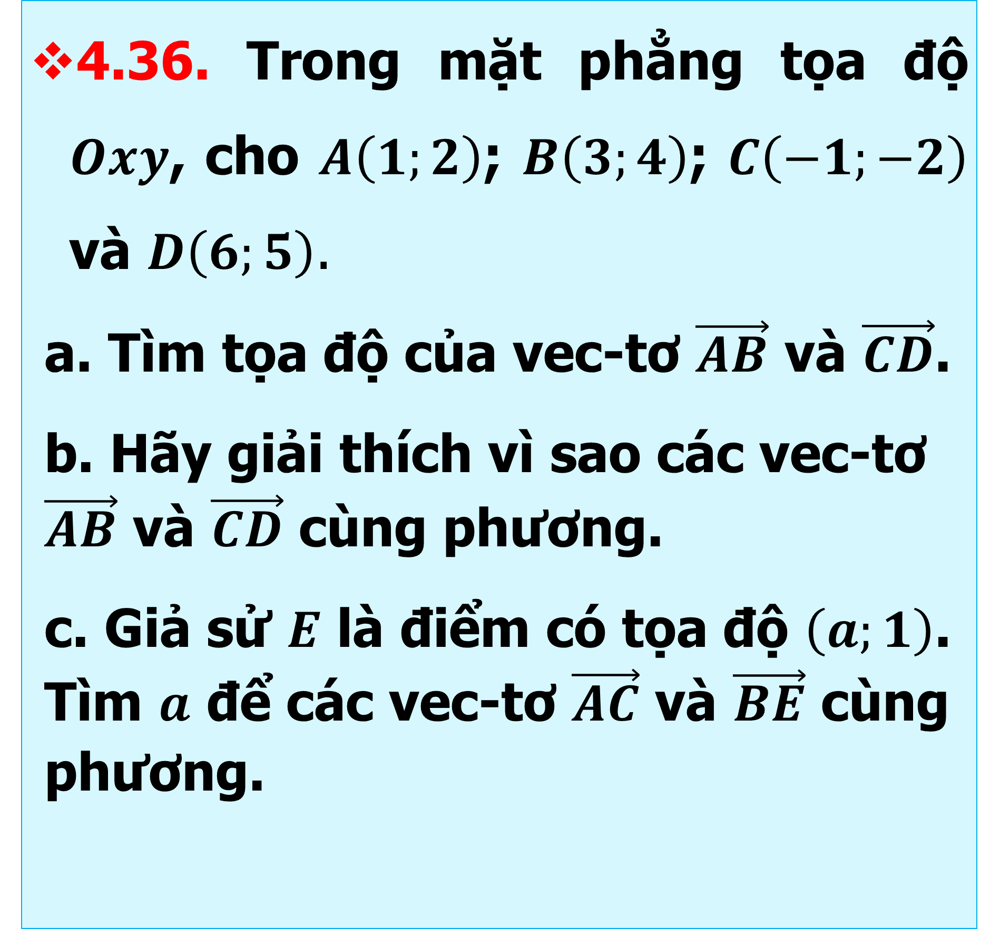 ❖4.36. Trong mặt phẳng tọa độ
Oxy, cho A(1; 2); B(3; 4); C(−1; −2)
và D(6; 5).
a. Tìm tọa độ của vec-tơ $\overrightarrow{AB}$ và $\overrightarrow{CD}$.
b. Hãy giải thích vì sao các vec-tơ
$\overrightarrow{AB}$ và $\overrightarrow{CD}$ cùng phương.
c. Giả sử E là điểm có tọa độ (a; 1).
Tìm a để các vec-tơ $\overrightarrow{AC}$ và $\overrightarrow{BE}$ cùng
phương.